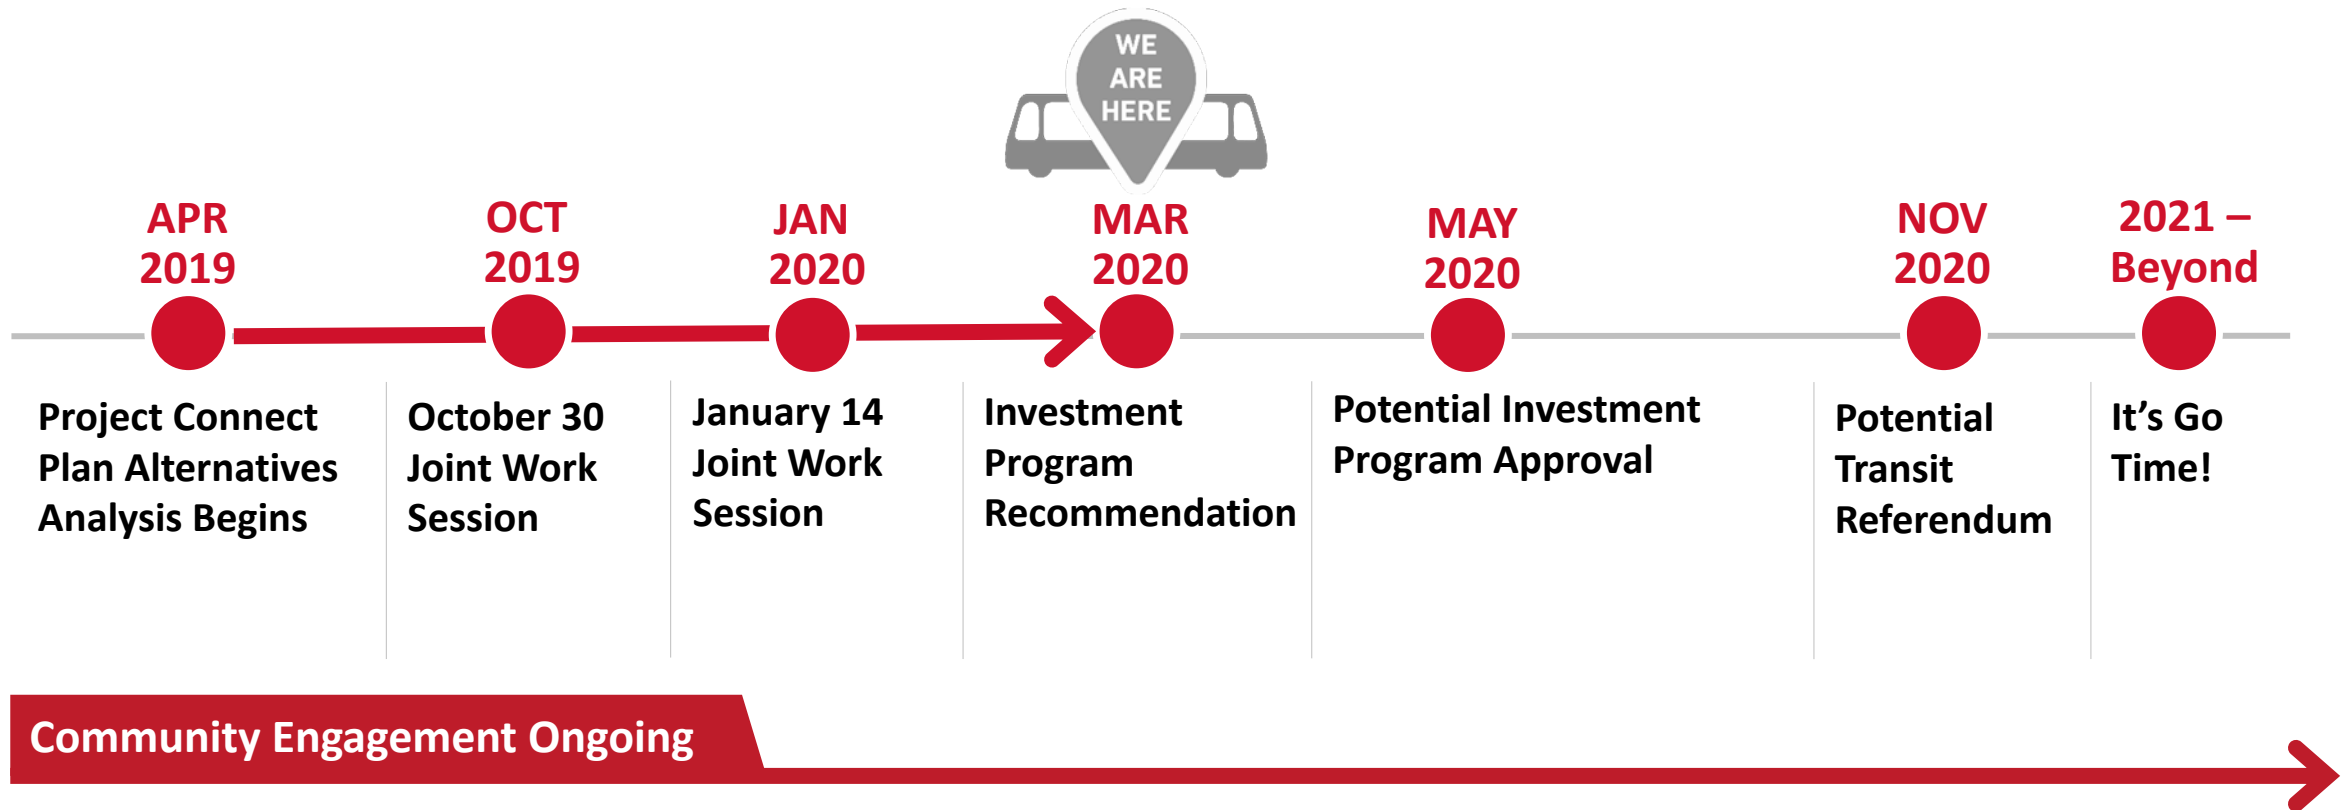 WE
ARE
HERE
APR
2019
OCT
2019
JAN
2020
MAR
2020
MAY
2020
NOV
2020
2021 –
Beyond
Project Connect
Plan Alternatives
Analysis Begins
October 30
Joint Work
Session
January 14
Joint Work
Session
Investment
Program
Recommendation
Potential Investment
Program Approval
Potential
Transit
Referendum
It’s Go
Time!
Community Engagement Ongoing